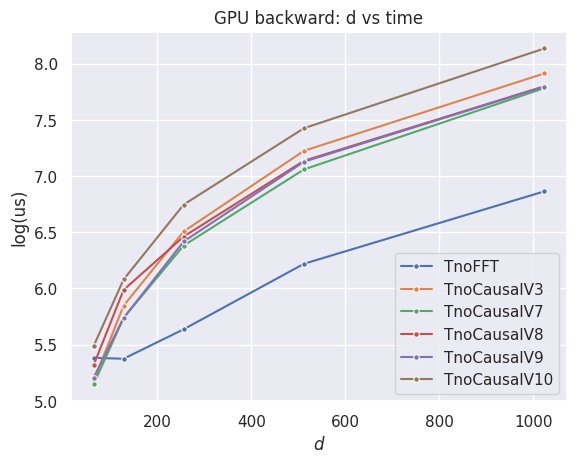 GPU backward: d vs time
log(us)
8.0
7.5
7.0
6.5
6.0
5.5
5.0
200
400
600
800
1000
d
TnoFFT
TnoCausalV3
TnoCausalV7
TnoCausalV8
TnoCausalV9
TnoCausalV10